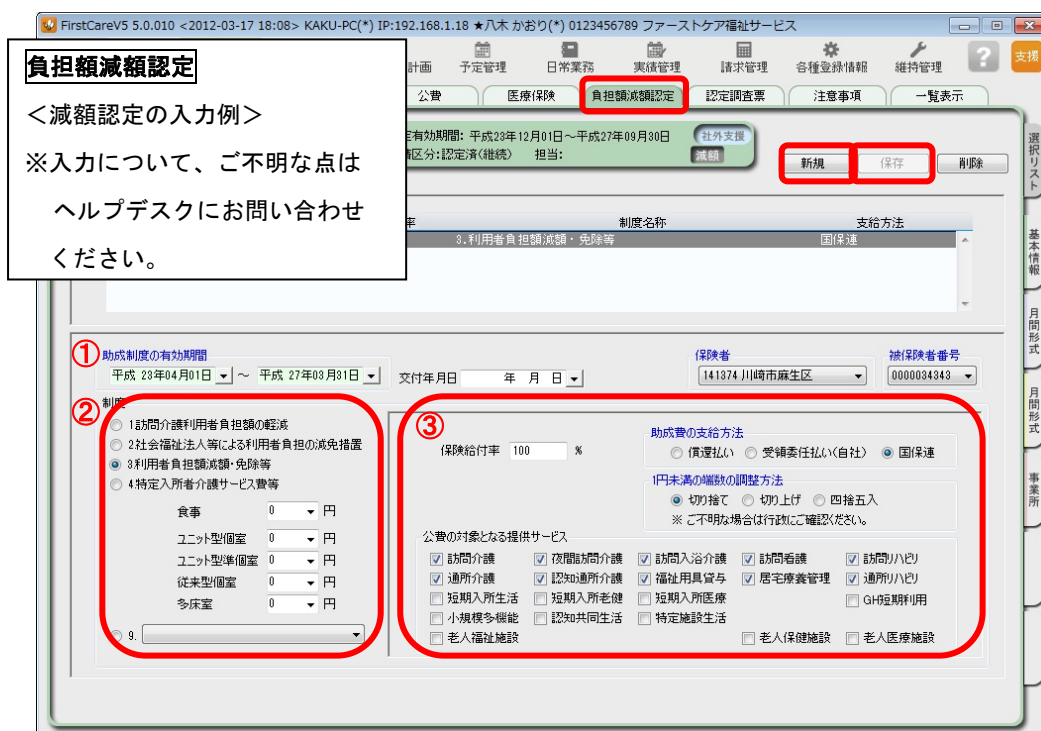 FirstCareV5 5.0.010 <2012-03-17 18:08> KAKU-PC(*) IP:192.168.1.18 ★八木 かおり(*) 0123456789 ファーストケア福祉サービス
負担額減額認定
<減額認定の入力例>
※入力について、ご不明な点は
ヘルプデスクにお問い合わせ
ください。
計画 予定管理 日常業務 実績管理 請求管理 各種登録情報 維持管理 ? 支援
公費 医療保険 負担額減額認定 認定調査票 注意事項 一覧表示
定有効期間: 平成23年12月01日~平成27年09月30日 社外支援
区分:認定済(継続) 担当: 減額
新規 保存 削除
率 制度名称 支給方法
3.利用者負担額減額・免除等 国保連
選択リスト
基本情報
月間形式
月間形式
事業所
① 助成制度の有効期間
平成 23年04月01日 ~ 平成 27年03月31日
交付年月日 年 月 日
保険者
141374 川崎市麻生区
被保険者番号
0000034343
② 制度
1訪問介護利用者負担額の軽減
2社会福祉法人等による利用者負担の減免措置
3利用者負担額減額・免除等
4.特定入所者介護サービス費等
食事 0 円
ユニット型個室 0 円
ユニット型準個室 0 円
従来型個室 0 円
多床室 0 円
9.
③
保険給付率 100 %
助成費の支給方法
償還払い 受領委任払い(自社) 国保連
1円未満の端数の調整方法
切り捨て 切り上げ 四捨五入
※ ご不明な場合は行政にご確認ください。
公費の対象となる提供サービス
訪問介護 夜間訪問介護 訪問入浴介護 訪問看護 訪問リハビリ
通所介護 認知通所介護 福祉用具貸与 居宅療養管理 通所リハビリ
短期入所生活 短期入所老健 短期入所医療 GH短期利用
小規模多機能 認知共同生活 特定施設生活
老人福祉施設 老人保健施設 老人医療施設